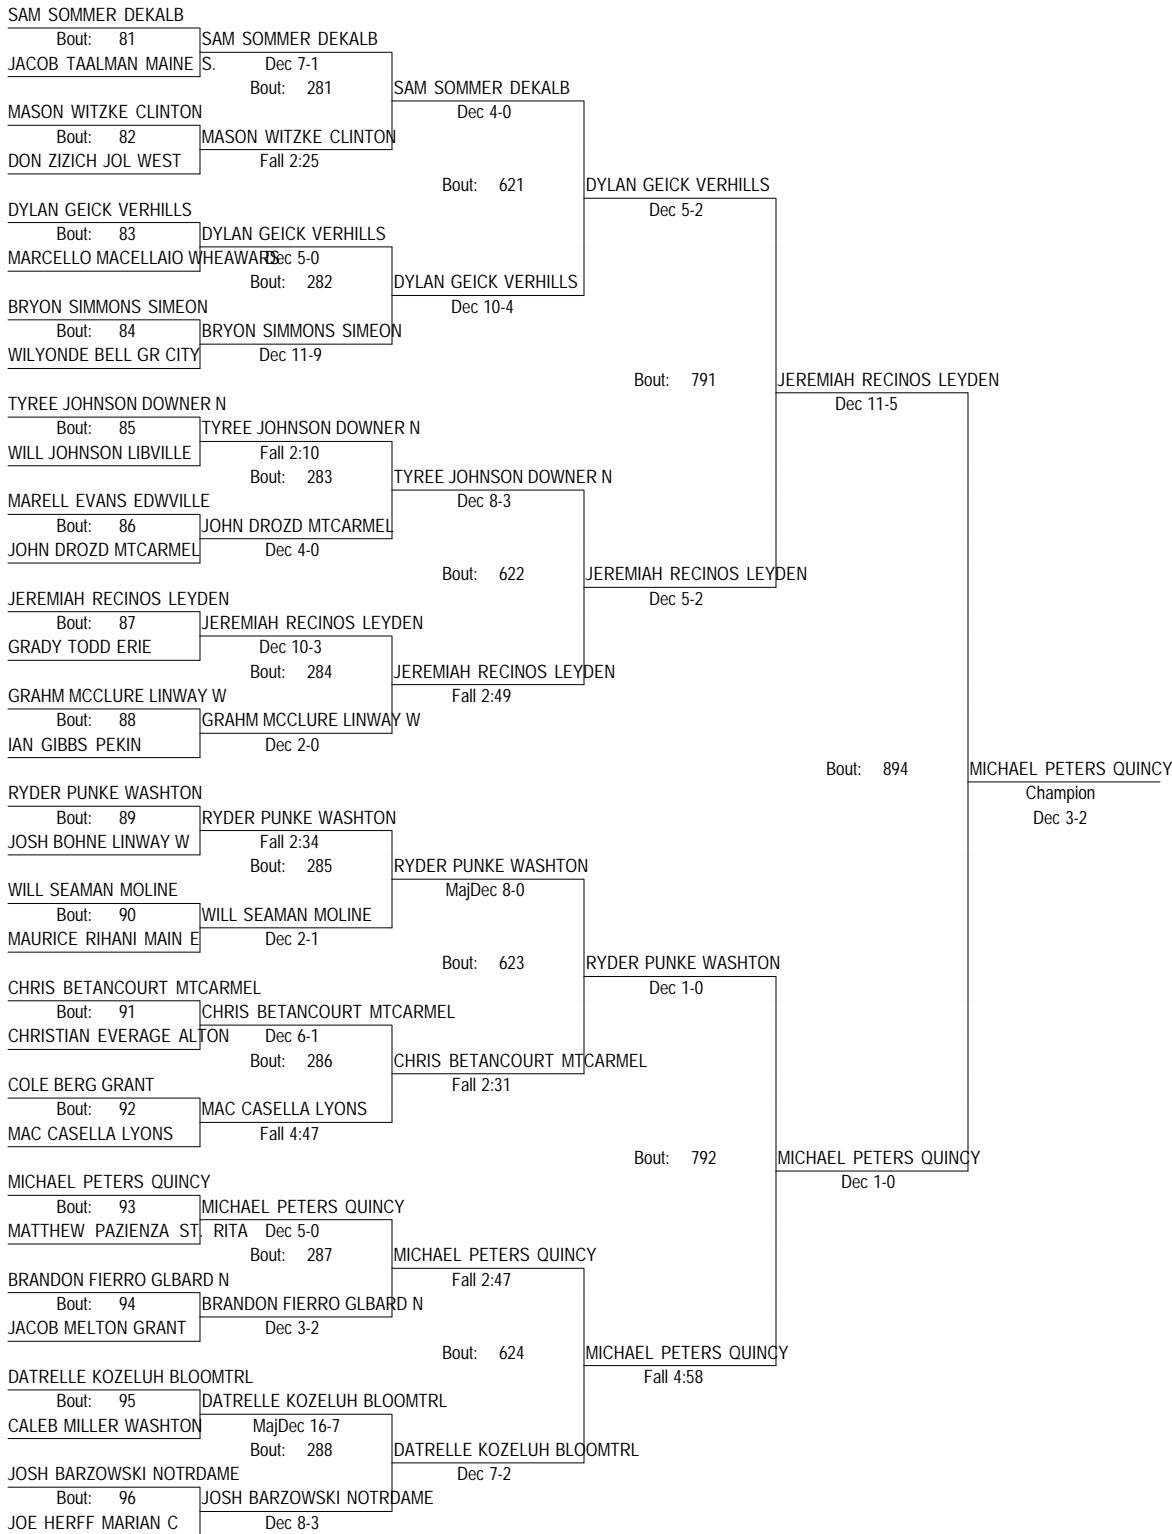 SAM SOMMER DEKALB
Bout: 81 SAM SOMMER DEKALB
JACOB TAALMAN MAINE S. Dec 7-1
Bout: 281 SAM SOMMER DEKALB
MASON WITZKE CLINTON Dec 4-0
Bout: 82 MASON WITZKE CLINTON
DON ZIZICH JOL WEST Fall 2:25
Bout: 621 DYLAN GEICK VERHILLS
DYLAN GEICK VERHILLS Dec 5-2
Bout: 83 DYLAN GEICK VERHILLS
MARCELLO MACELLAIO WHEAWARS Dec 5-0
Bout: 282 DYLAN GEICK VERHILLS
BRYON SIMMONS SIMEON Dec 10-4
Bout: 84 BRYON SIMMONS SIMEON
WILYONDE BELL GR CITY Dec 11-9
Bout: 791 JEREMIAH RECINOS LEYDEN
TYREE JOHNSON DOWNER N Dec 11-5
Bout: 85 TYREE JOHNSON DOWNER N
WILL JOHNSON LIBVILLE Fall 2:10
Bout: 283 TYREE JOHNSON DOWNER N
MARELL EVANS EDWVILLE Dec 8-3
Bout: 86 JOHN DROZD MTCARMEL
JOHN DROZD MTCARMEL Dec 4-0
Bout: 622 JEREMIAH RECINOS LEYDEN
JEREMIAH RECINOS LEYDEN Dec 5-2
Bout: 87 JEREMIAH RECINOS LEYDEN
GRADY TODD ERIE Dec 10-3
Bout: 284 JEREMIAH RECINOS LEYDEN
GRAHM MCCLURE LINWAY W Fall 2:49
Bout: 88 GRAHM MCCLURE LINWAY W
IAN GIBBS PEKIN Dec 2-0
Bout: 894 MICHAEL PETERS QUINCY
RYDER PUNKE WASHTON Champion
Bout: 89 RYDER PUNKE WASHTON Dec 3-2
JOSH BOHNE LINWAY W Fall 2:34
Bout: 285 RYDER PUNKE WASHTON
WILL SEAMAN MOLINE MajDec 8-0
Bout: 90 WILL SEAMAN MOLINE
MAURICE RIHANI MAIN E Dec 2-1
Bout: 623 RYDER PUNKE WASHTON
CHRIS BETANCOURT MTCARMEL Dec 1-0
Bout: 91 CHRIS BETANCOURT MTCARMEL
CHRISTIAN EVERAGE ALTON Dec 6-1
Bout: 286 CHRIS BETANCOURT MTCARMEL
COLE BERG GRANT Fall 2:31
Bout: 92 MAC CASELLA LYONS
MAC CASELLA LYONS Fall 4:47
Bout: 792 MICHAEL PETERS QUINCY
MICHAEL PETERS QUINCY Dec 1-0
Bout: 93 MICHAEL PETERS QUINCY
MATTHEW PAZIENZA ST. RITA Dec 5-0
Bout: 287 MICHAEL PETERS QUINCY
BRANDON FIERRO GLBARD N Fall 2:47
Bout: 94 BRANDON FIERRO GLBARD N
JACOB MELTON GRANT Dec 3-2
Bout: 624 MICHAEL PETERS QUINCY
DATRELLE KOZELUH BLOOMTRL Fall 4:58
Bout: 95 DATRELLE KOZELUH BLOOMTRL
CALEB MILLER WASHTON MajDec 16-7
Bout: 288 DATRELLE KOZELUH BLOOMTRL
JOSH BARZOWSKI NOTRDAME Dec 7-2
Bout: 96 JOSH BARZOWSKI NOTRDAME
JOE HERFF MARIAN C Dec 8-3